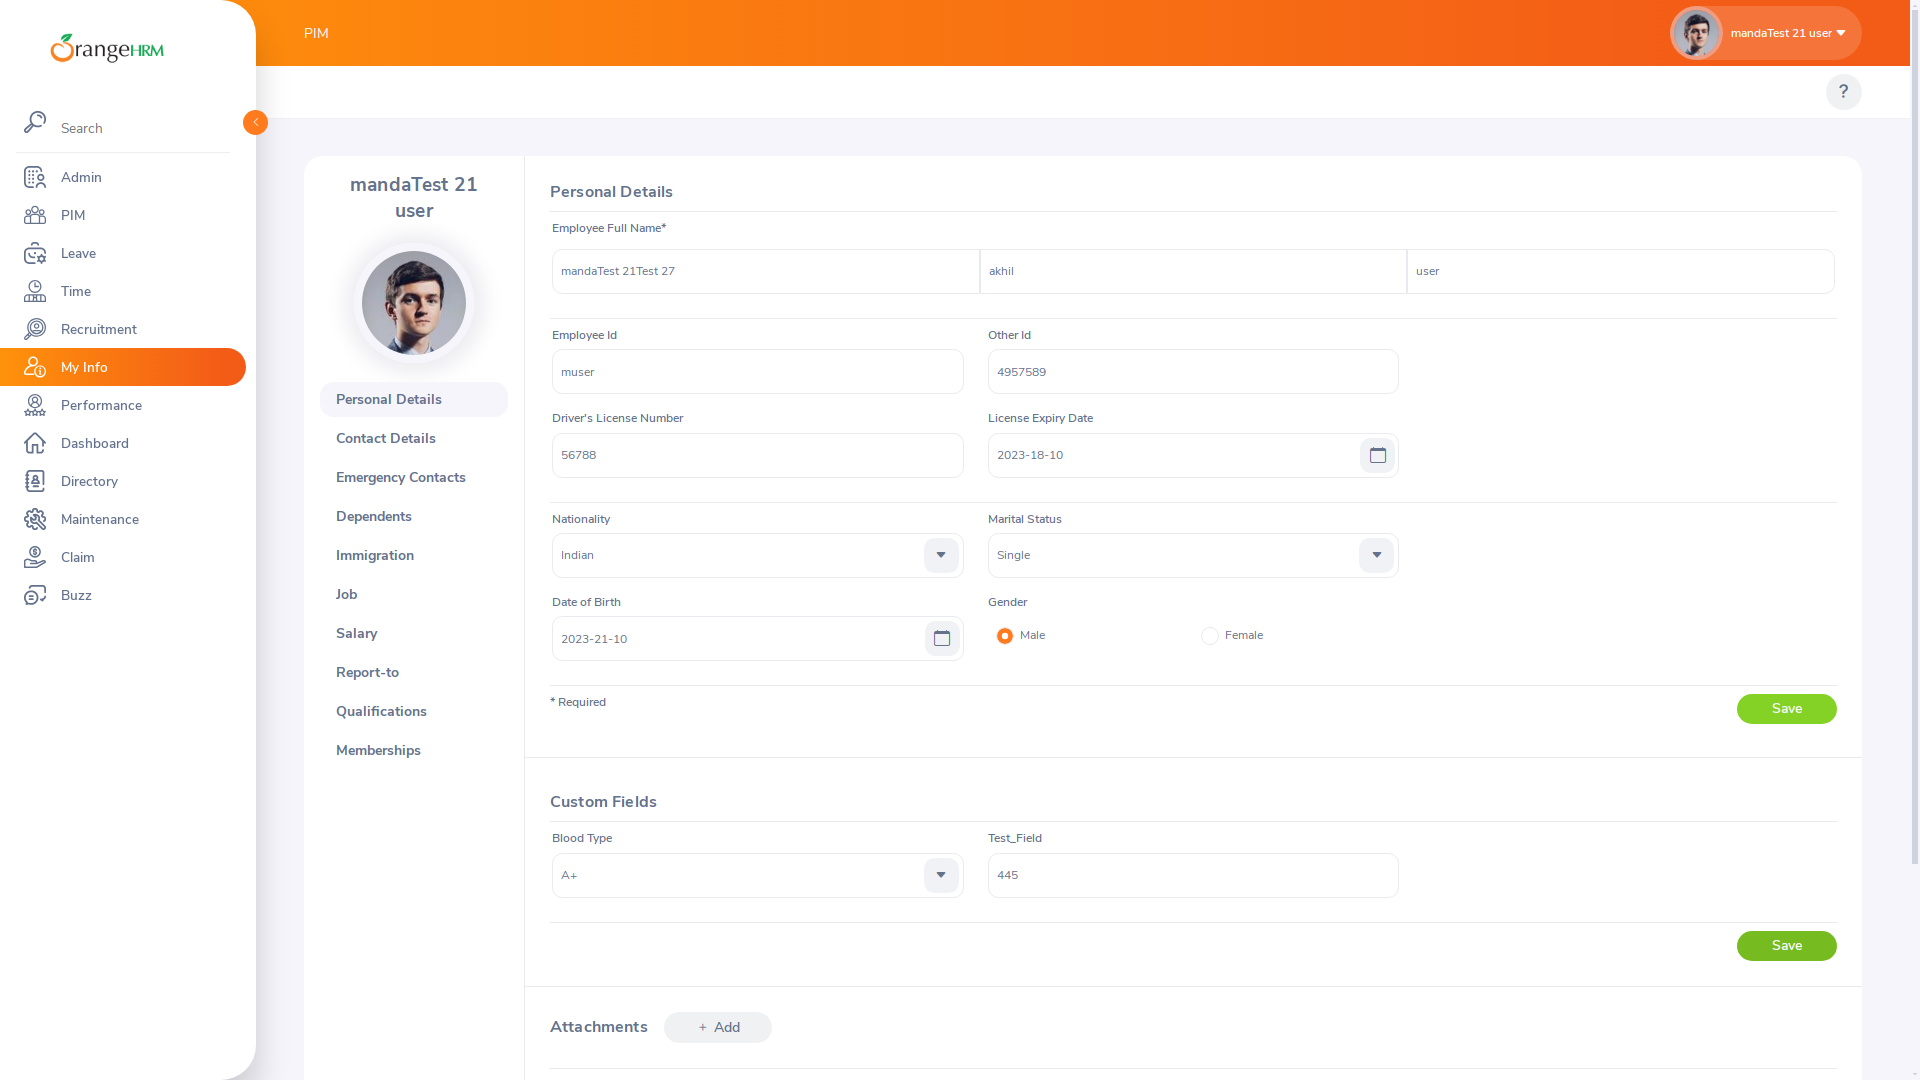 OrangeHRM
Search
Admin
PIM
Leave
Time
Recruitment
My Info
Performance
Dashboard
Directory
Maintenance
Claim
Buzz
PIM
mandaTest 21 user
?
mandaTest 21
user
Personal Details
Contact Details
Emergency Contacts
Dependents
Immigration
Job
Salary
Report-to
Qualifications
Memberships
Personal Details
Employee Full Name*
mandaTest 21Test 27 akhil user
Employee Id Other Id
muser 4957589
Driver's License Number License Expiry Date
56788 2023-18-10
Nationality Marital Status
Indian Single
Date of Birth Gender
2023-21-10 Male Female
* Required Save
Custom Fields
Blood Type Test_Field
A+ 445
Save
Attachments + Add